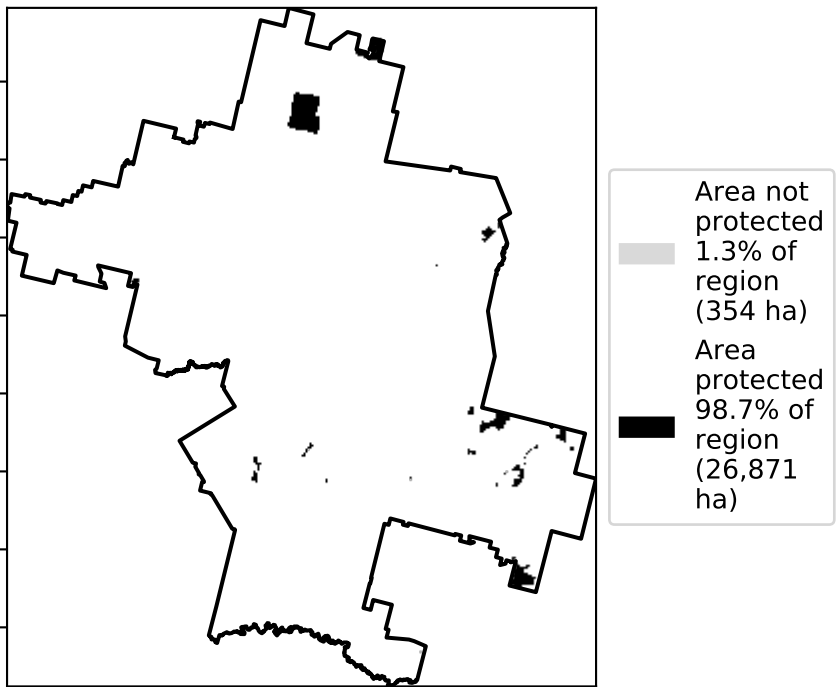 Area not
protected
1.3% of
region
(354 ha)
Area
protected
98.7% of
region
(26,871
ha)